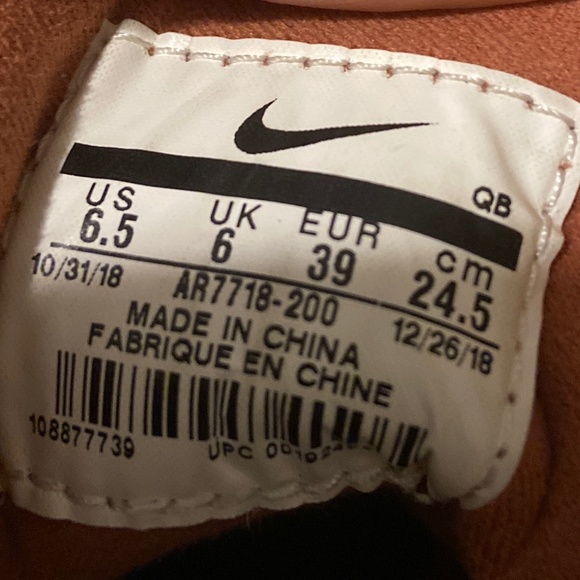 QB
US UK EUR cm
6.5 6 39 24.5
10/31/18 AR7718-200 12/26/18
MADE IN CHINA
FABRIQUE EN CHINE
108877739 UPC